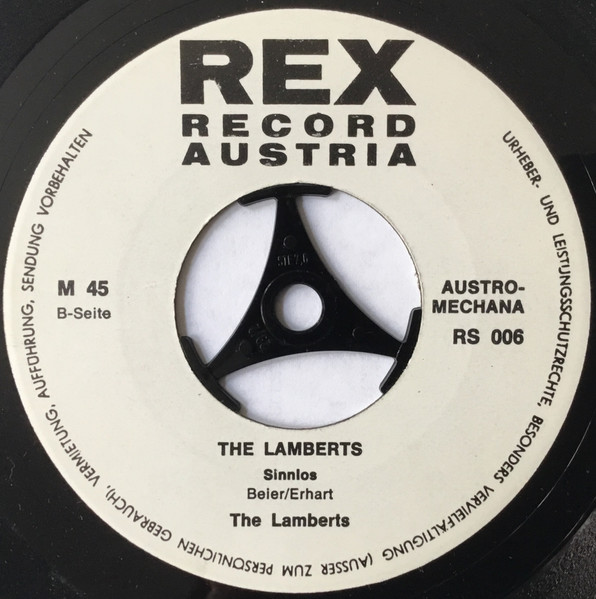 REX
RECORD
AUSTRIA
URHEBER- UND LEISTUNGSSCHUTZRECHTE, BESONDERS VERVIELFÄLTIGUNG (AUSSER ZUM PERSÖNLICHEN GEBRAUCH), VERMIETUNG, AUFFÜHRUNG, SENDUNG VORBEHALTEN
M 45
B-Seite
AUSTRO-
MECHANA
RS 006
THE LAMBERTS
Sinnlos
Beier/Erhart
The Lamberts